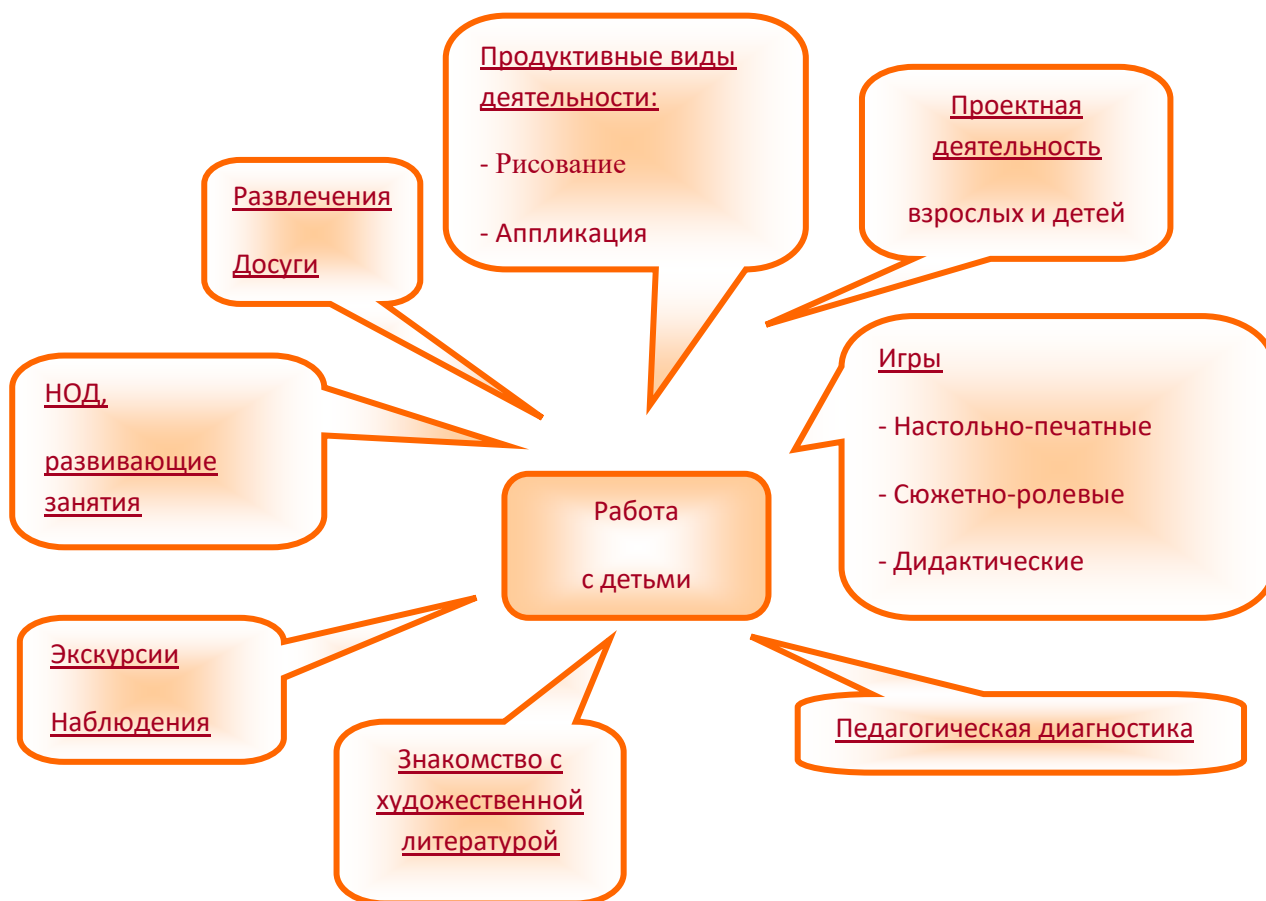 Продуктивные виды
деятельности:
- Рисование
- Аппликация
Проектная
деятельность
взрослых и детей
Развлечения
Досуги
Игры
- Настольно-печатные
- Сюжетно-ролевые
- Дидактические
НОД,
развивающие
занятия
Работа
с детьми
Экскурсии
Наблюдения
Знакомство с
художественной
литературой
Педагогическая диагностика